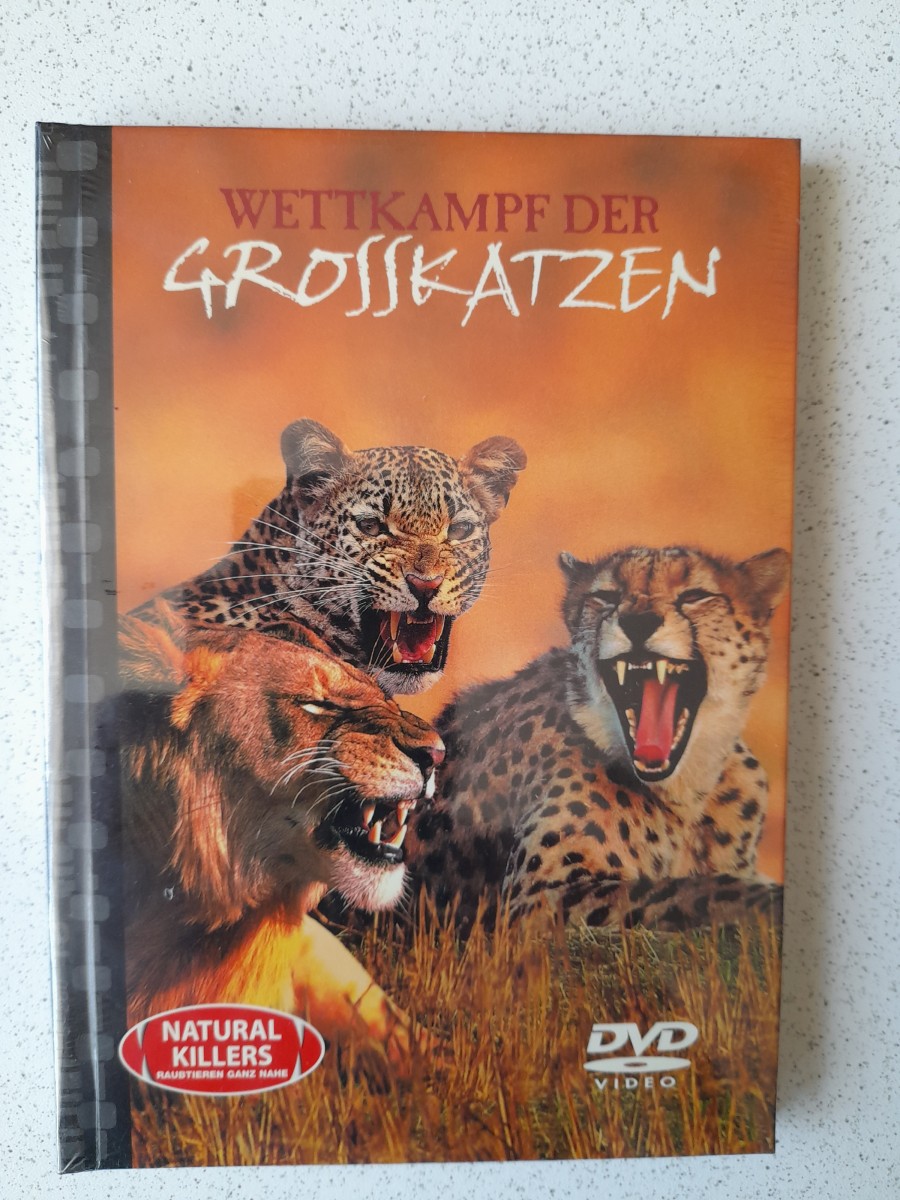 WETTKAMPF DER
GROSSKATZEN
NATURAL
KILLERS
RAUBTIEREN GANZ NAHE
DVD
VIDEO